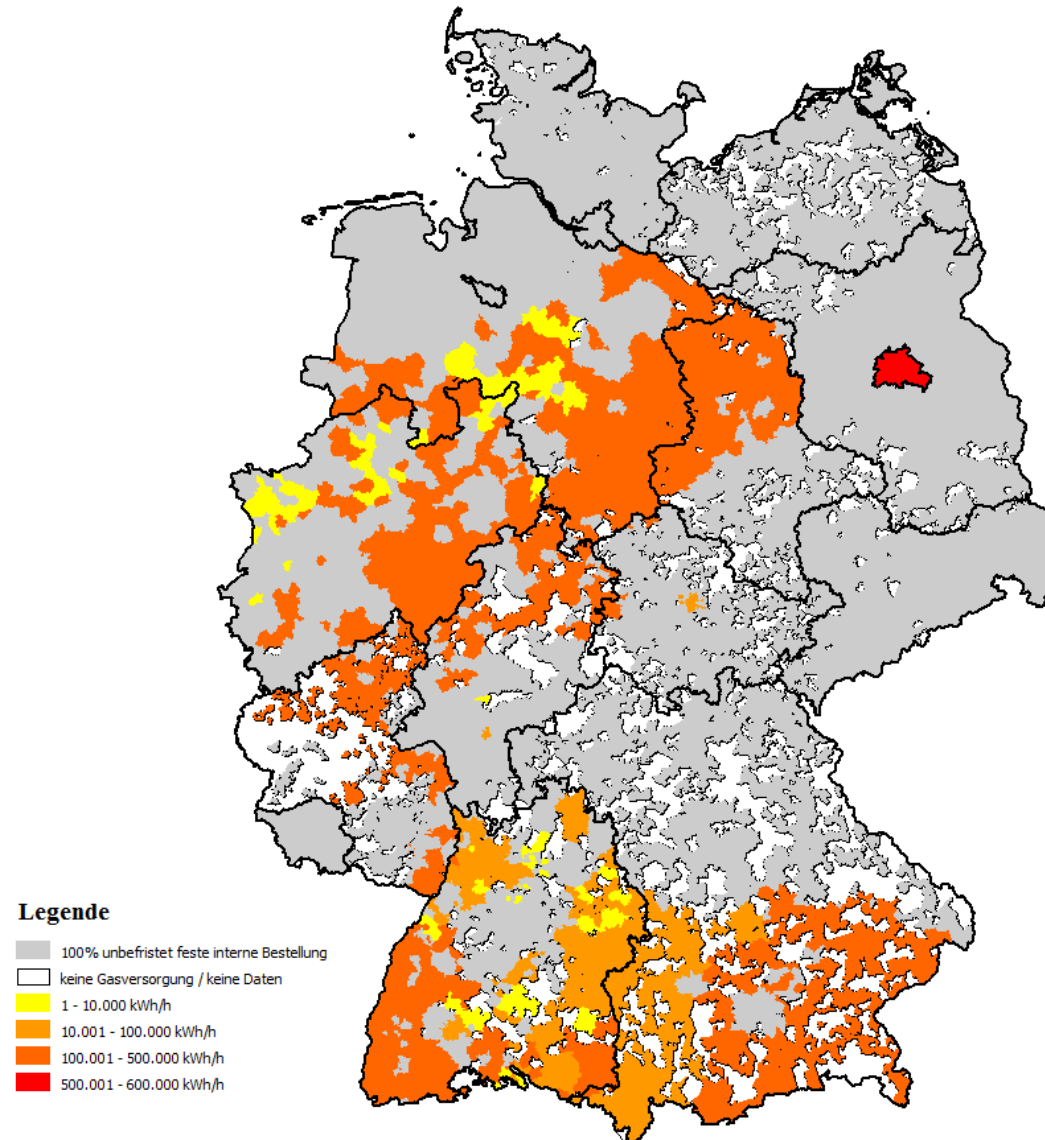 Legende
100% unbefristet feste interne Bestellung
keine Gasversorgung / keine Daten
1 - 10.000 kWh/h
10.001 - 100.000 kWh/h
100.001 - 500.000 kWh/h
500.001 - 600.000 kWh/h